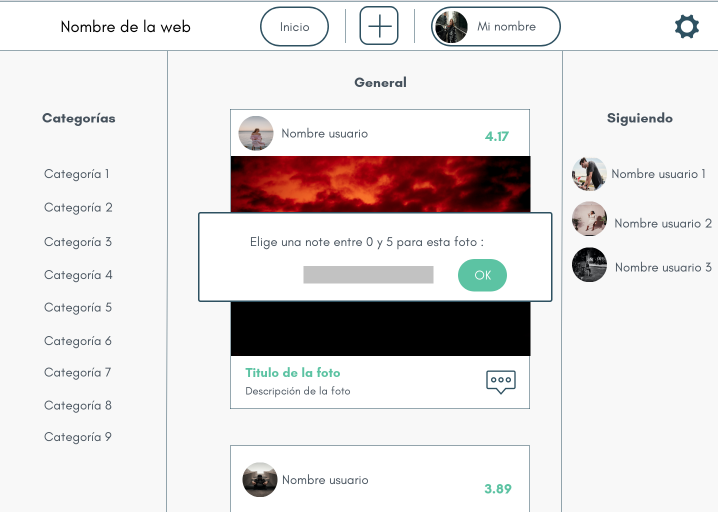 Nombre de la web
Inicio
Mi nombre
Categorías
Categoría 1
Categoría 2
Categoría 3
Categoría 4
Categoría 5
Categoría 6
Categoría 7
Categoría 8
Categoría 9
General
Nombre usuario
4.17
Elige una note entre 0 y 5 para esta foto :
OK
Titulo de la foto
Descripción de la foto
Nombre usuario
3.89
Siguiendo
Nombre usuario 1
Nombre usuario 2
Nombre usuario 3